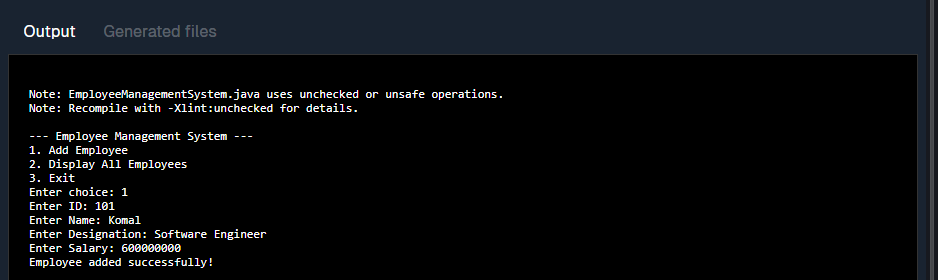 Output Generated files
Note: EmployeeManagementSystem.java uses unchecked or unsafe operations.
Note: Recompile with -Xlint:unchecked for details.
--- Employee Management System ---
1. Add Employee
2. Display All Employees
3. Exit
Enter choice: 1
Enter ID: 101
Enter Name: Komal
Enter Designation: Software Engineer
Enter Salary: 600000000
Employee added successfully!